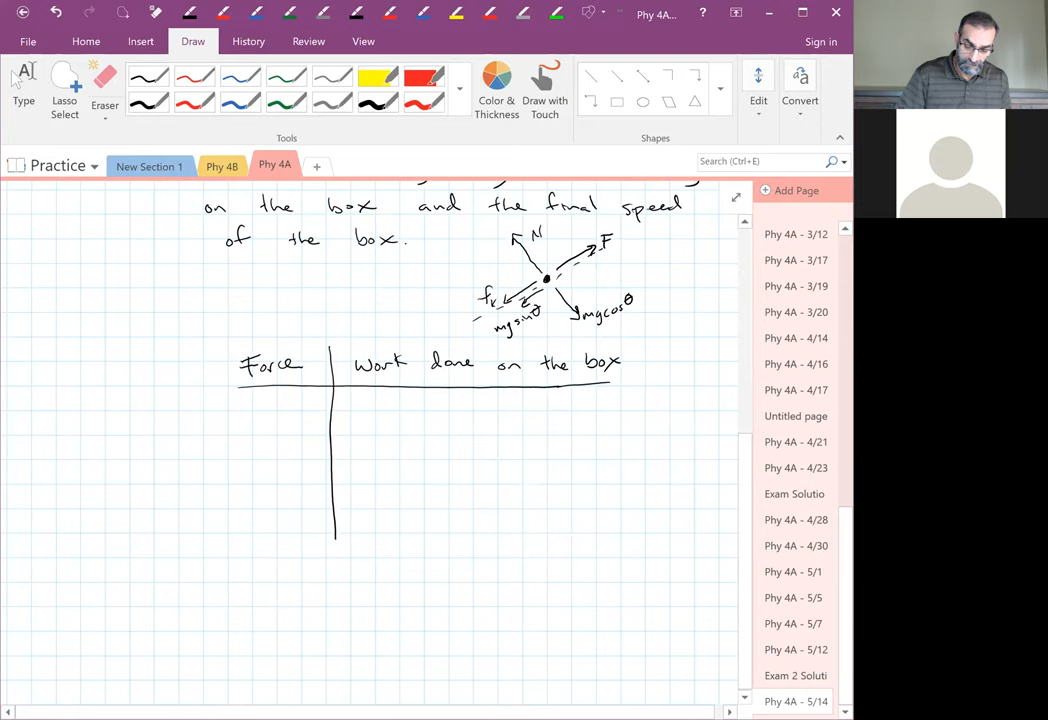 Phy 4A...
?
File
Home
Insert
Draw
History
Review
View
Sign in
Type
Lasso
Select
Eraser
Color &
Thickness
Draw with
Touch
Edit
Convert
Tools
Shapes
Practice
New Section 1
Phy 4B
Phy 4A
+
Search (Ctrl+E)
on the box and the final speed
of the box.
N
F
fk
mg sinθ
mg cosθ
Force
Work done on the box
Add Page
Phy 4A - 3/12
Phy 4A - 3/17
Phy 4A - 3/19
Phy 4A - 3/20
Phy 4A - 4/14
Phy 4A - 4/16
Phy 4A - 4/17
Untitled page
Phy 4A - 4/21
Phy 4A - 4/23
Exam Solutio
Phy 4A - 4/28
Phy 4A - 4/30
Phy 4A - 5/1
Phy 4A - 5/5
Phy 4A - 5/7
Phy 4A - 5/12
Exam 2 Soluti
Phy 4A - 5/14